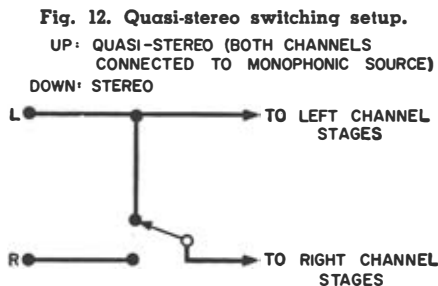 Fig. 12. Quasi-stereo switching setup.
UP: QUASI-STEREO (BOTH CHANNELS
CONNECTED TO MONOPHONIC SOURCE)
DOWN: STEREO
L
TO LEFT CHANNEL
STAGES
R
TO RIGHT CHANNEL
STAGES